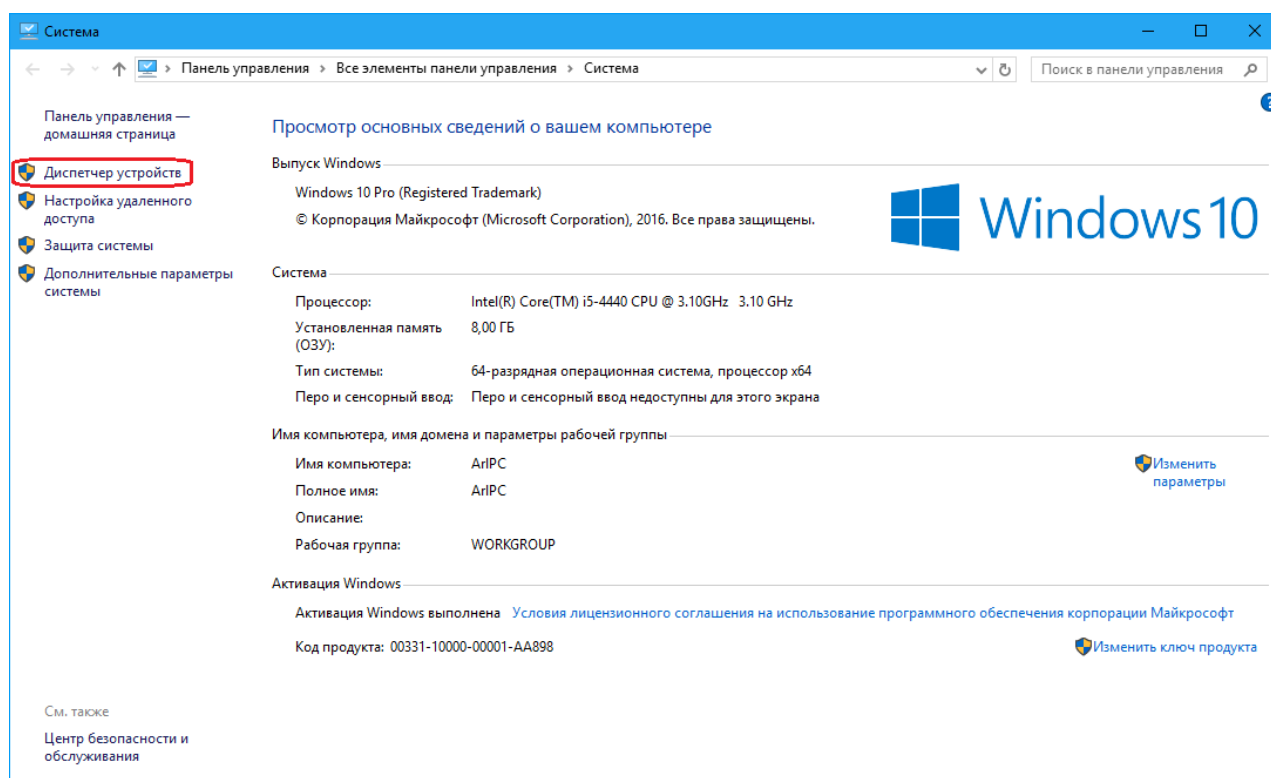 Система
Панель управления › Все элементы панели управления › Система
Поиск в панели управления
Панель управления —
домашняя страница
Диспетчер устройств
Настройка удаленного
доступа
Защита системы
Дополнительные параметры
системы
Просмотр основных сведений о вашем компьютере
Выпуск Windows
Windows 10 Pro (Registered Trademark)
© Корпорация Майкрософт (Microsoft Corporation), 2016. Все права защищены.
Windows 10
Система
Процессор: Intel(R) Core(TM) i5-4440 CPU @ 3.10GHz 3.10 GHz
Установленная память 8,00 ГБ
(ОЗУ):
Тип системы: 64-разрядная операционная система, процессор x64
Перо и сенсорный ввод: Перо и сенсорный ввод недоступны для этого экрана
Имя компьютера, имя домена и параметры рабочей группы
Имя компьютера: ArIPC
Изменить
параметры
Полное имя: ArIPC
Описание:
Рабочая группа: WORKGROUP
Активация Windows
Активация Windows выполнена Условия лицензионного соглашения на использование программного обеспечения корпорации Майкрософт
Код продукта: 00331-10000-00001-AA898
Изменить ключ продукта
См. также
Центр безопасности и
обслуживания